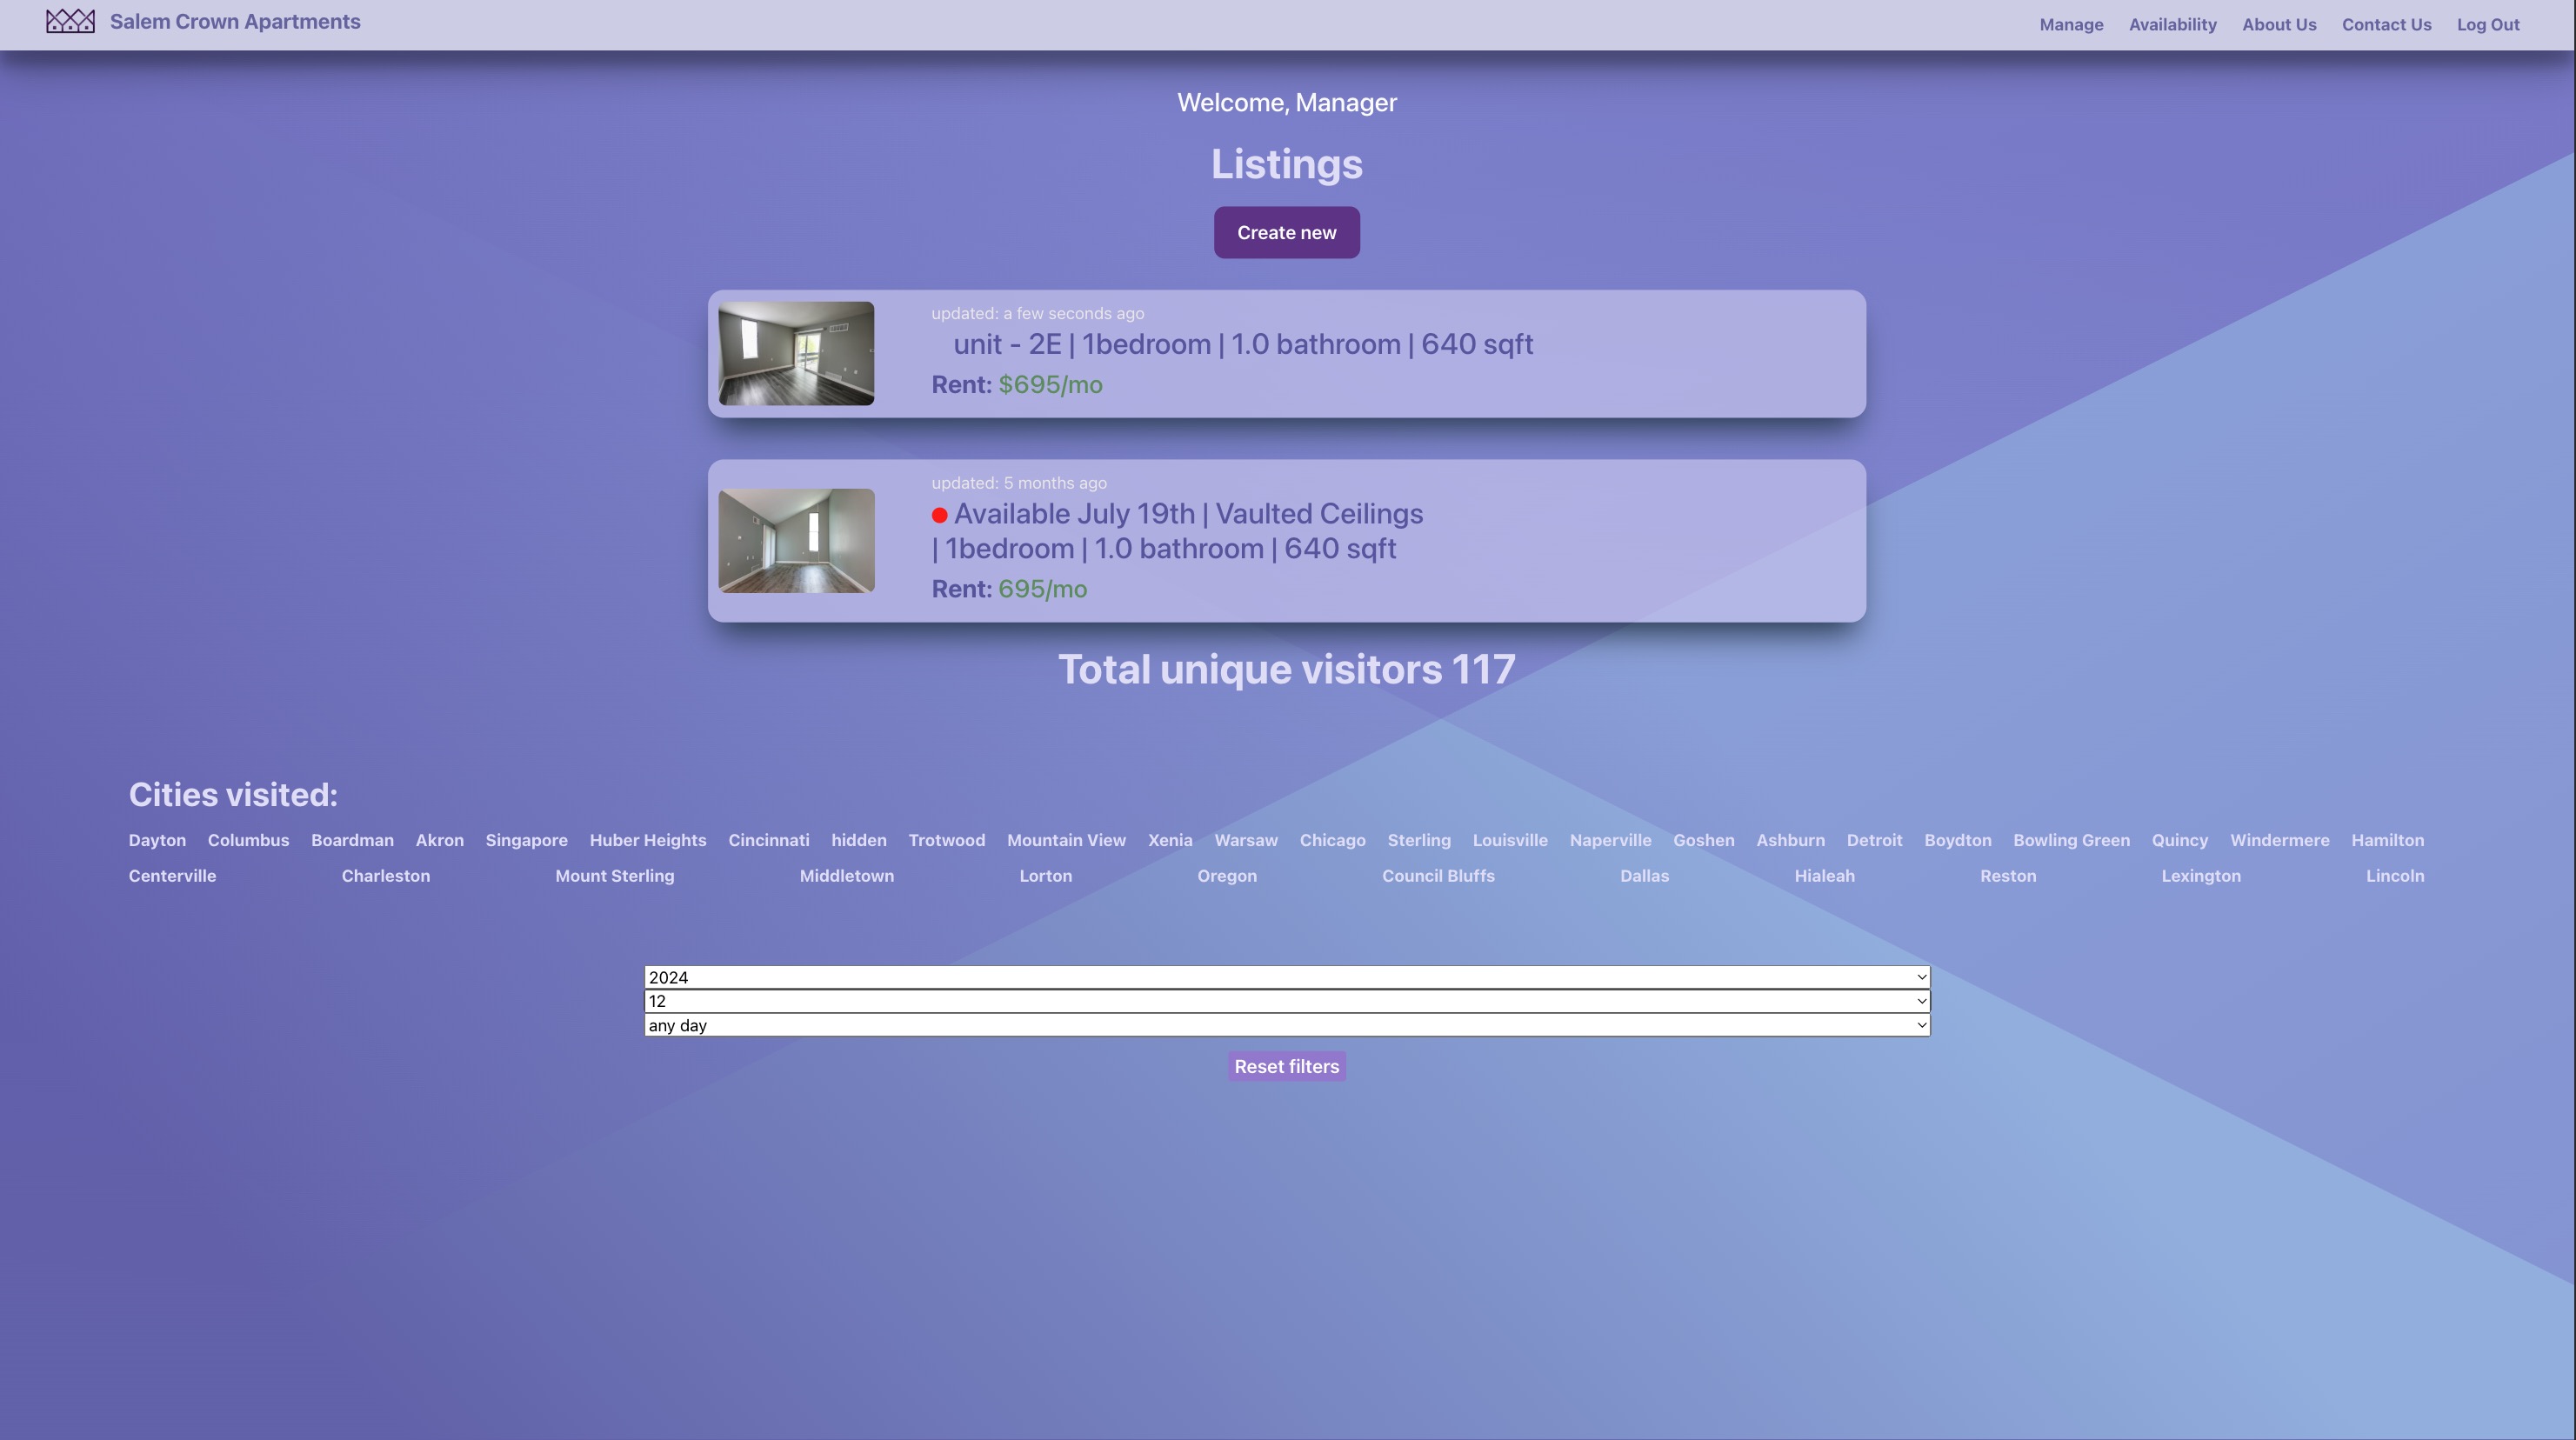 Salem Crown Apartments
Manage Availability About Us Contact Us Log Out
Welcome, Manager
Listings
Create new
updated: a few seconds ago
unit - 2E | 1bedroom | 1.0 bathroom | 640 sqft
Rent: $695/mo
updated: 5 months ago
Available July 19th | Vaulted Ceilings
| 1bedroom | 1.0 bathroom | 640 sqft
Rent: 695/mo
Total unique visitors 117
Cities visited:
Dayton Columbus Boardman Akron Singapore Huber Heights Cincinnati hidden Trotwood Mountain View Xenia Warsaw Chicago Sterling Louisville Naperville Goshen Ashburn Detroit Boydton Bowling Green Quincy Windermere Hamilton
Centerville Charleston Mount Sterling Middletown Lorton Oregon Council Bluffs Dallas Hialeah Reston Lexington Lincoln
2024
12
any day
Reset filters